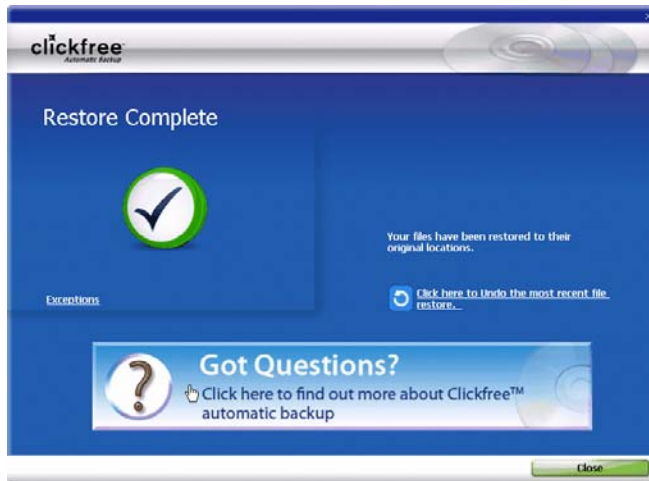 clickfree
Automatic Backup
Restore Complete
Your files have been restored to their
original locations.
Exceptions
Click here to Undo the most recent file
restore.
Got Questions?
Click here to find out more about Clickfree™
automatic backup
Close